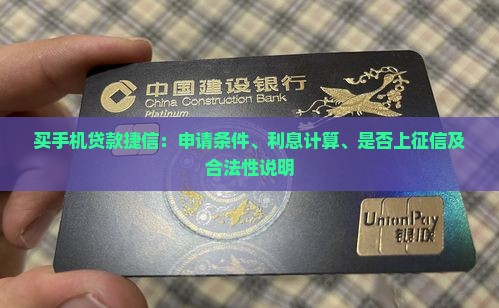 中国建设银行
China Construction Bank
Platinum
买手机贷款捷信：申请条件、利息计算、是否上征信及
合法性说明
UnionPay
银联